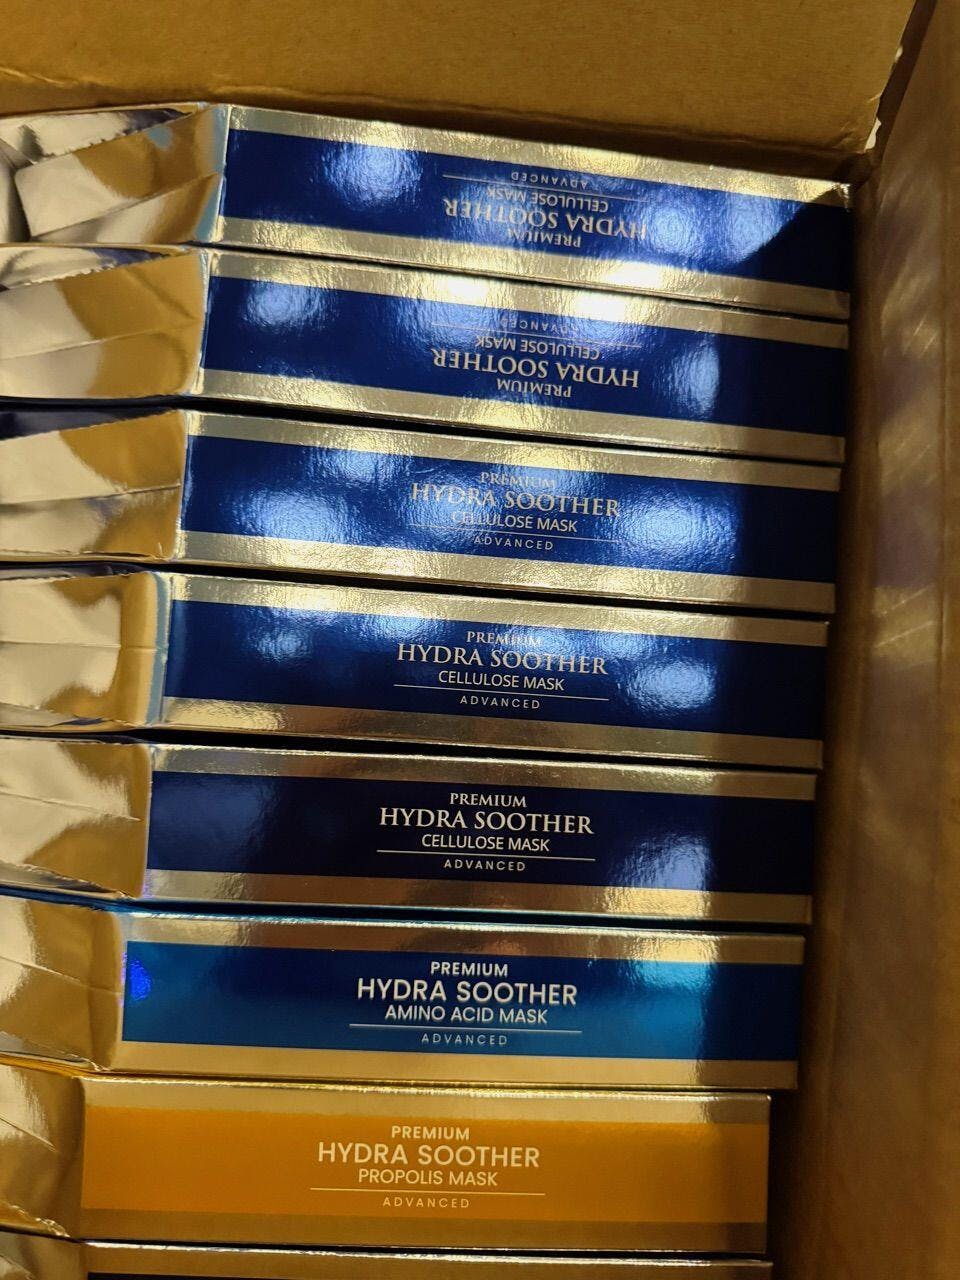 PREMIUM
HYDRA SOOTHER
CELLULOSE MASK
ADVANCED
PREMIUM
HYDRA SOOTHER
CELLULOSE MASK
ADVANCED
PREMIUM
HYDRA SOOTHER
CELLULOSE MASK
ADVANCED
PREMIUM
HYDRA SOOTHER
CELLULOSE MASK
ADVANCED
PREMIUM
HYDRA SOOTHER
CELLULOSE MASK
ADVANCED
PREMIUM
HYDRA SOOTHER
AMINO ACID MASK
ADVANCED
PREMIUM
HYDRA SOOTHER
PROPOLIS MASK
ADVANCED